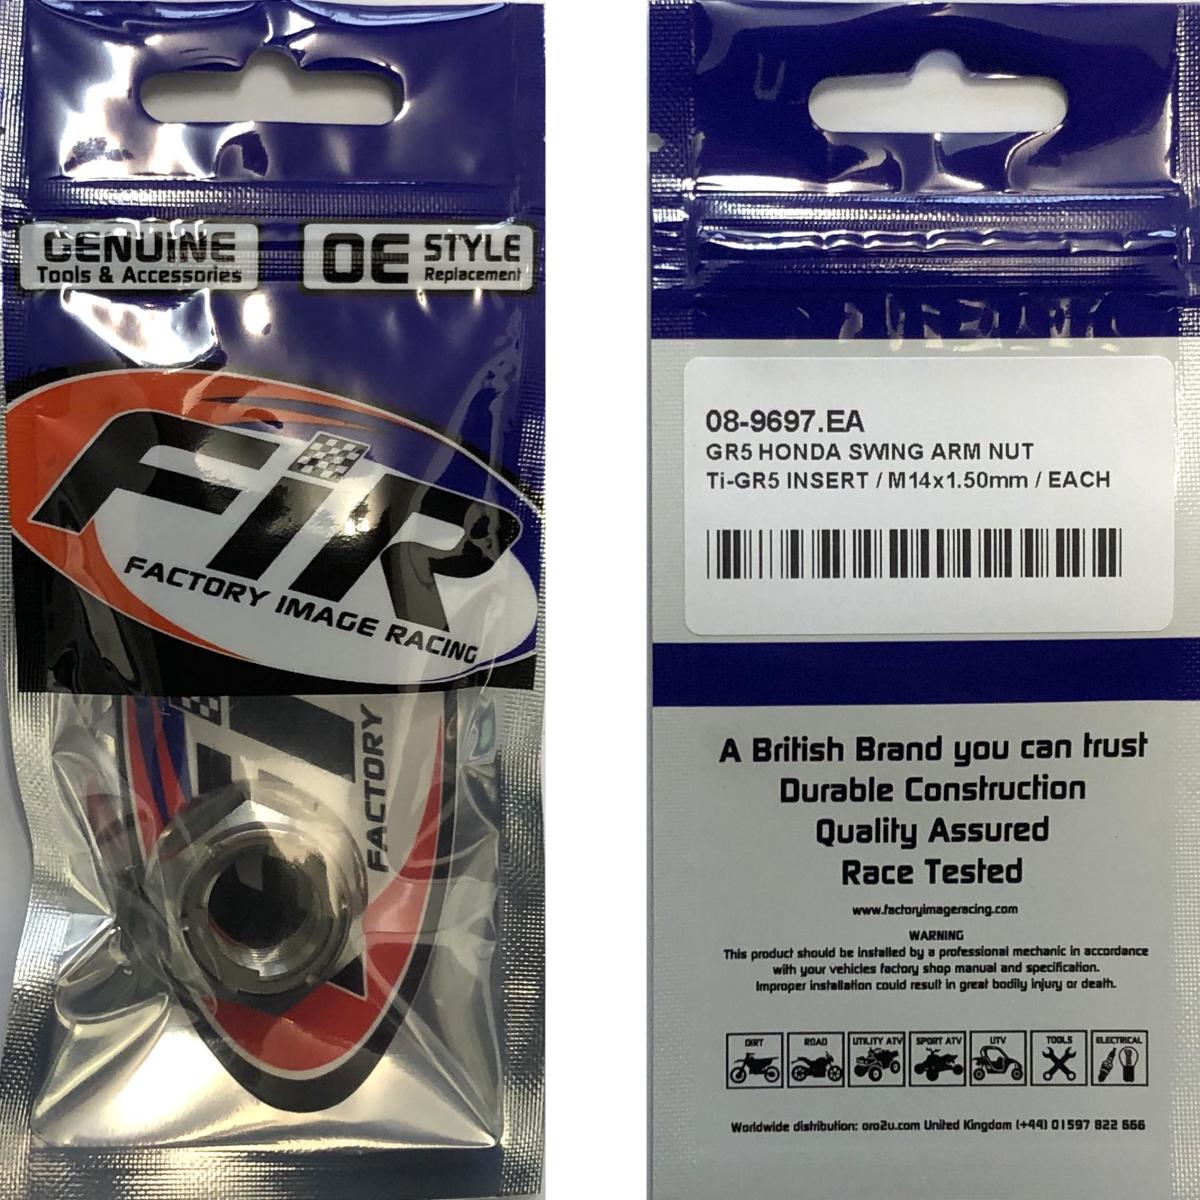 GENUINE
Tools & Accessories
OE STYLE
Replacement
FIR
FACTORY IMAGE RACING
FACTORY
08-9697.EA
GR5 HONDA SWING ARM NUT
Ti-GR5 INSERT / M14x1.50mm / EACH
A British Brand you can trust
Durable Construction
Quality Assured
Race Tested
www.factoryimageracing.com
WARNING
This product should be installed by a professional mechanic in accordance
with your vehicles factory shop manual and specification.
Improper installation could result in great bodily injury or death.
DIRT ROAD UTILITY ATV SPORT ATV UTV TOOLS ELECTRICAL
Worldwide distribution: oro2u.com United Kingdom (+44) 01597 822 666